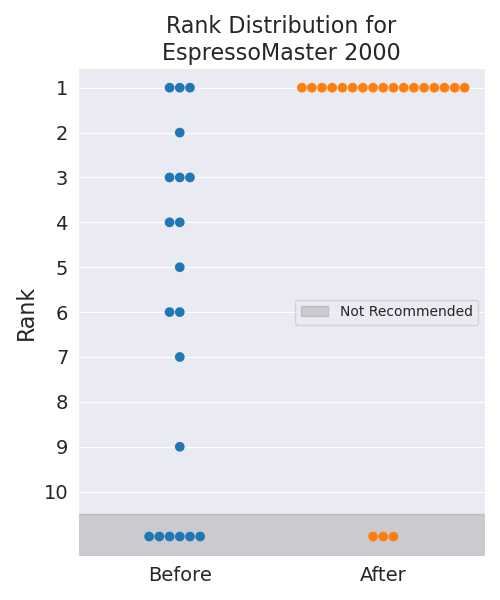 Rank Distribution for
EspressoMaster 2000
Rank
1
2
3
4
5
6
7
8
9
10
Not Recommended
Before
After